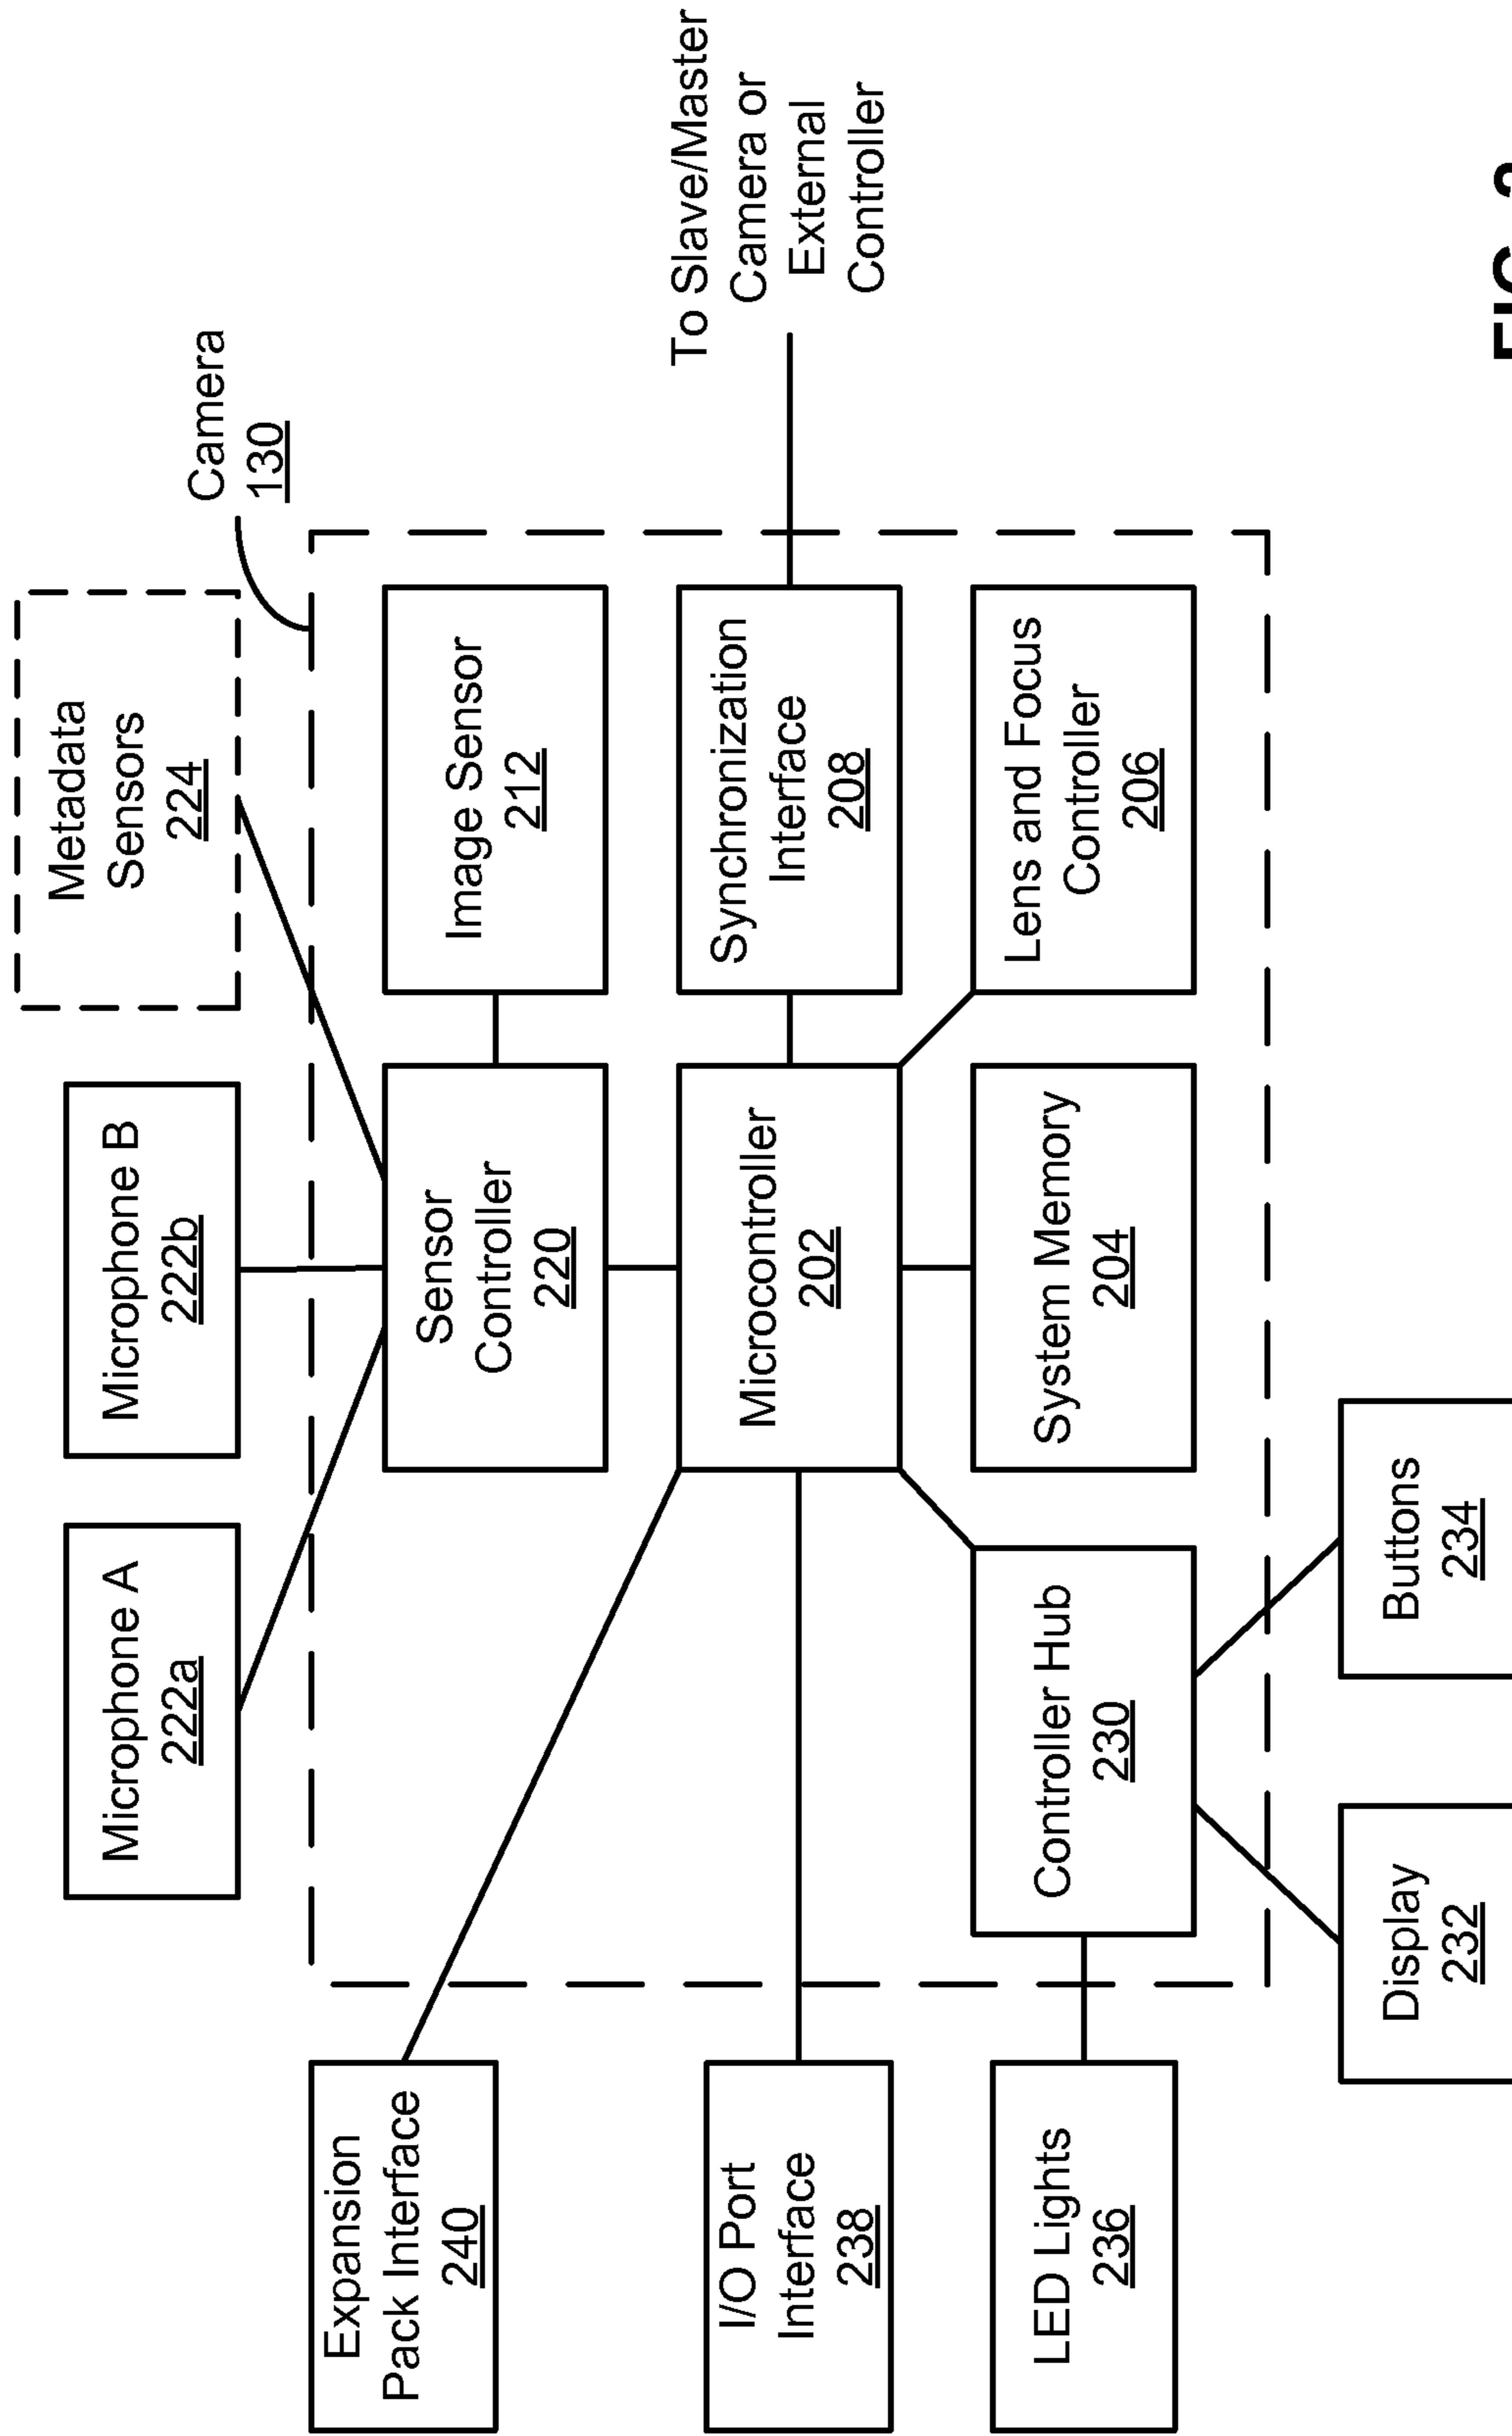 Microphone A
222a
Microphone B
222b
Metadata
Sensors
224
Camera
130
Expansion
Pack Interface
240
Sensor
Controller
220
Image Sensor
212
I/O Port
Interface
238
Microcontroller
202
Synchronization
Interface
208
To Slave/Master
Camera or
External
Controller
LED Lights
236
Controller Hub
230
System Memory
204
Lens and Focus
Controller
206
Display
232
Buttons
234